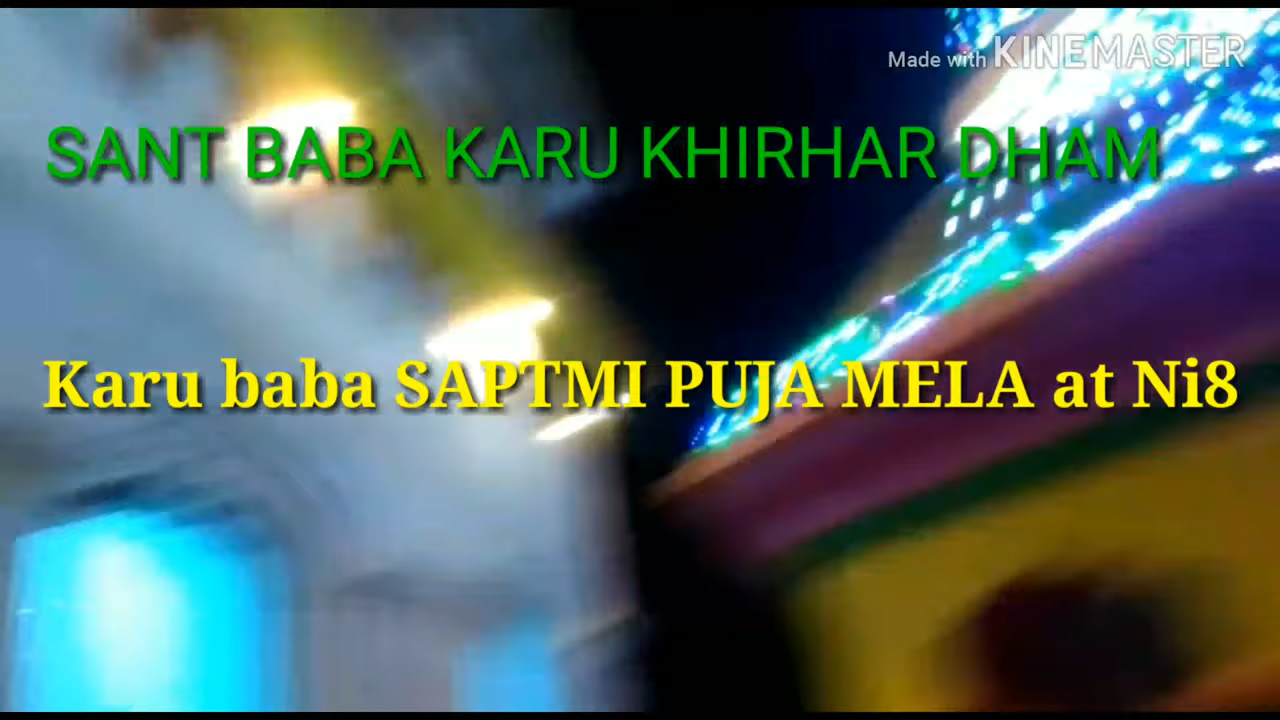 Made with KINEMASTER
SANT BABA KARU KHIRHAR DHAM
Karu baba SAPTMI PUJA MELA at Ni8